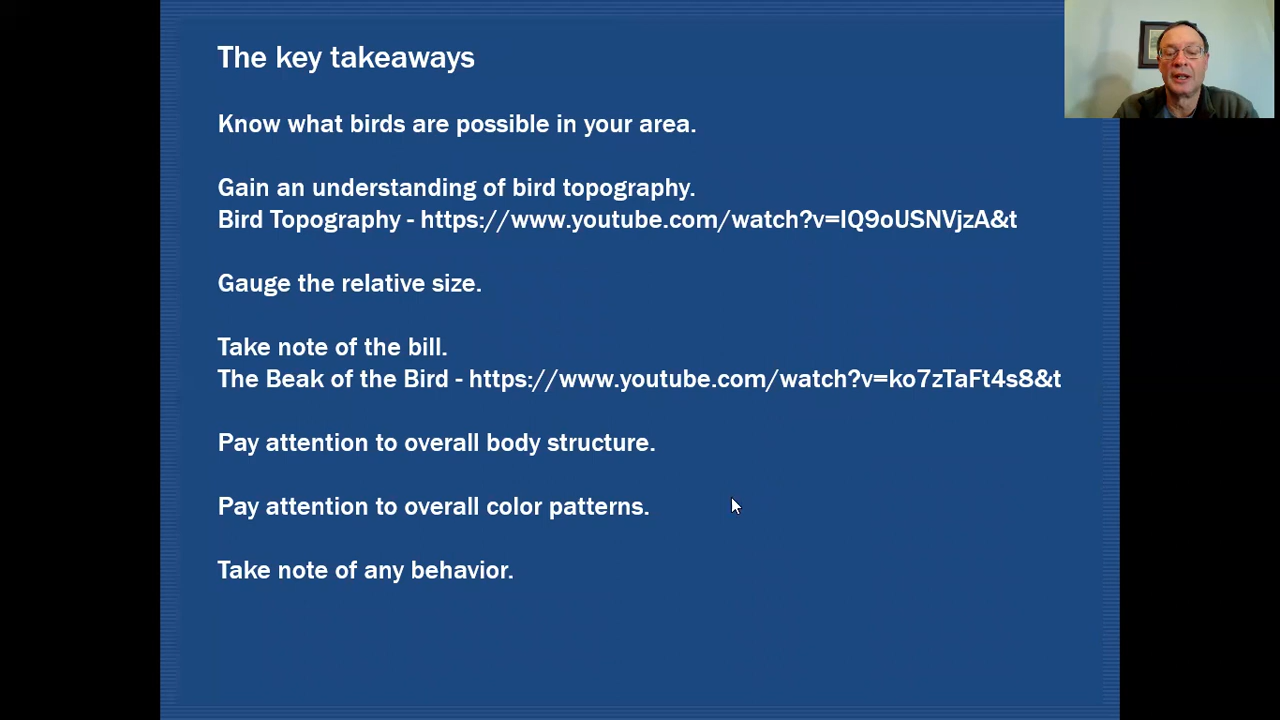 The key takeaways
Know what birds are possible in your area.
Gain an understanding of bird topography.
Bird Topography - https://www.youtube.com/watch?v=IQ9oUSNVjzA&t
Gauge the relative size.
Take note of the bill.
The Beak of the Bird - https://www.youtube.com/watch?v=ko7zTaFt4s8&t
Pay attention to overall body structure.
Pay attention to overall color patterns.
Take note of any behavior.